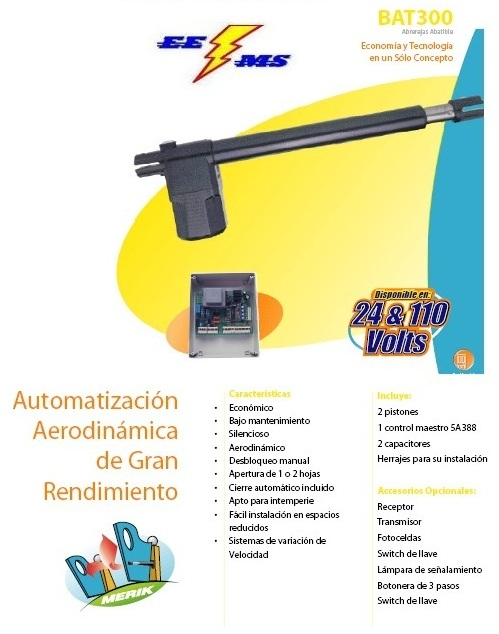 BAT300
Abrerejas Abatible
Economía y Tecnología
en un Sólo Concepto
EE
MS
Disponible en:
24 & 110
Volts
Automatización
Aerodinámica
de Gran
Rendimiento
MERIK
Características
• Económico
• Bajo mantenimiento
• Silencioso
• Aerodinámico
• Desbloqueo manual
• Apertura de 1 o 2 hojas
• Cierre automático incluido
• Apto para intemperie
• Fácil instalación en espacios
reducidos
• Sistemas de variación de
Velocidad
Incluye:
2 pistones
1 control maestro 5A388
2 capacitores
Herrajes para su instalación
Accesorios Opcionales:
Receptor
Transmisor
Fotoceldas
Switch de llave
Lámpara de señalamiento
Botonera de 3 pasos
Switch de llave